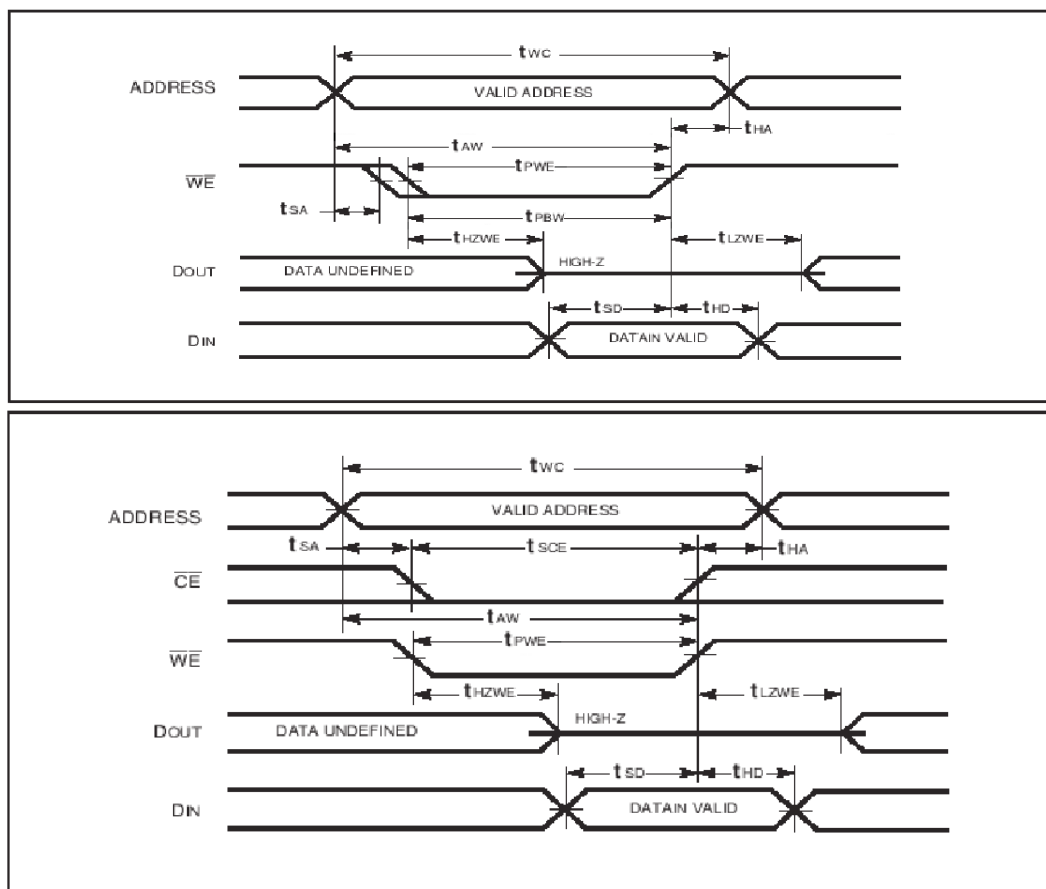 tWC
ADDRESS VALID ADDRESS
tHA
tAW
WE tPWE
tSA tPBW
tHZWE tLZWE
DOUT DATA UNDEFINED HIGH-Z
tSD tHD
DIN DATAIN VALID
tWC
ADDRESS VALID ADDRESS
tSA tSCE tHA
CE
tAW
WE tPWE
tHZWE tLZWE
DOUT DATA UNDEFINED HIGH-Z
tSD tHD
DIN DATAIN VALID